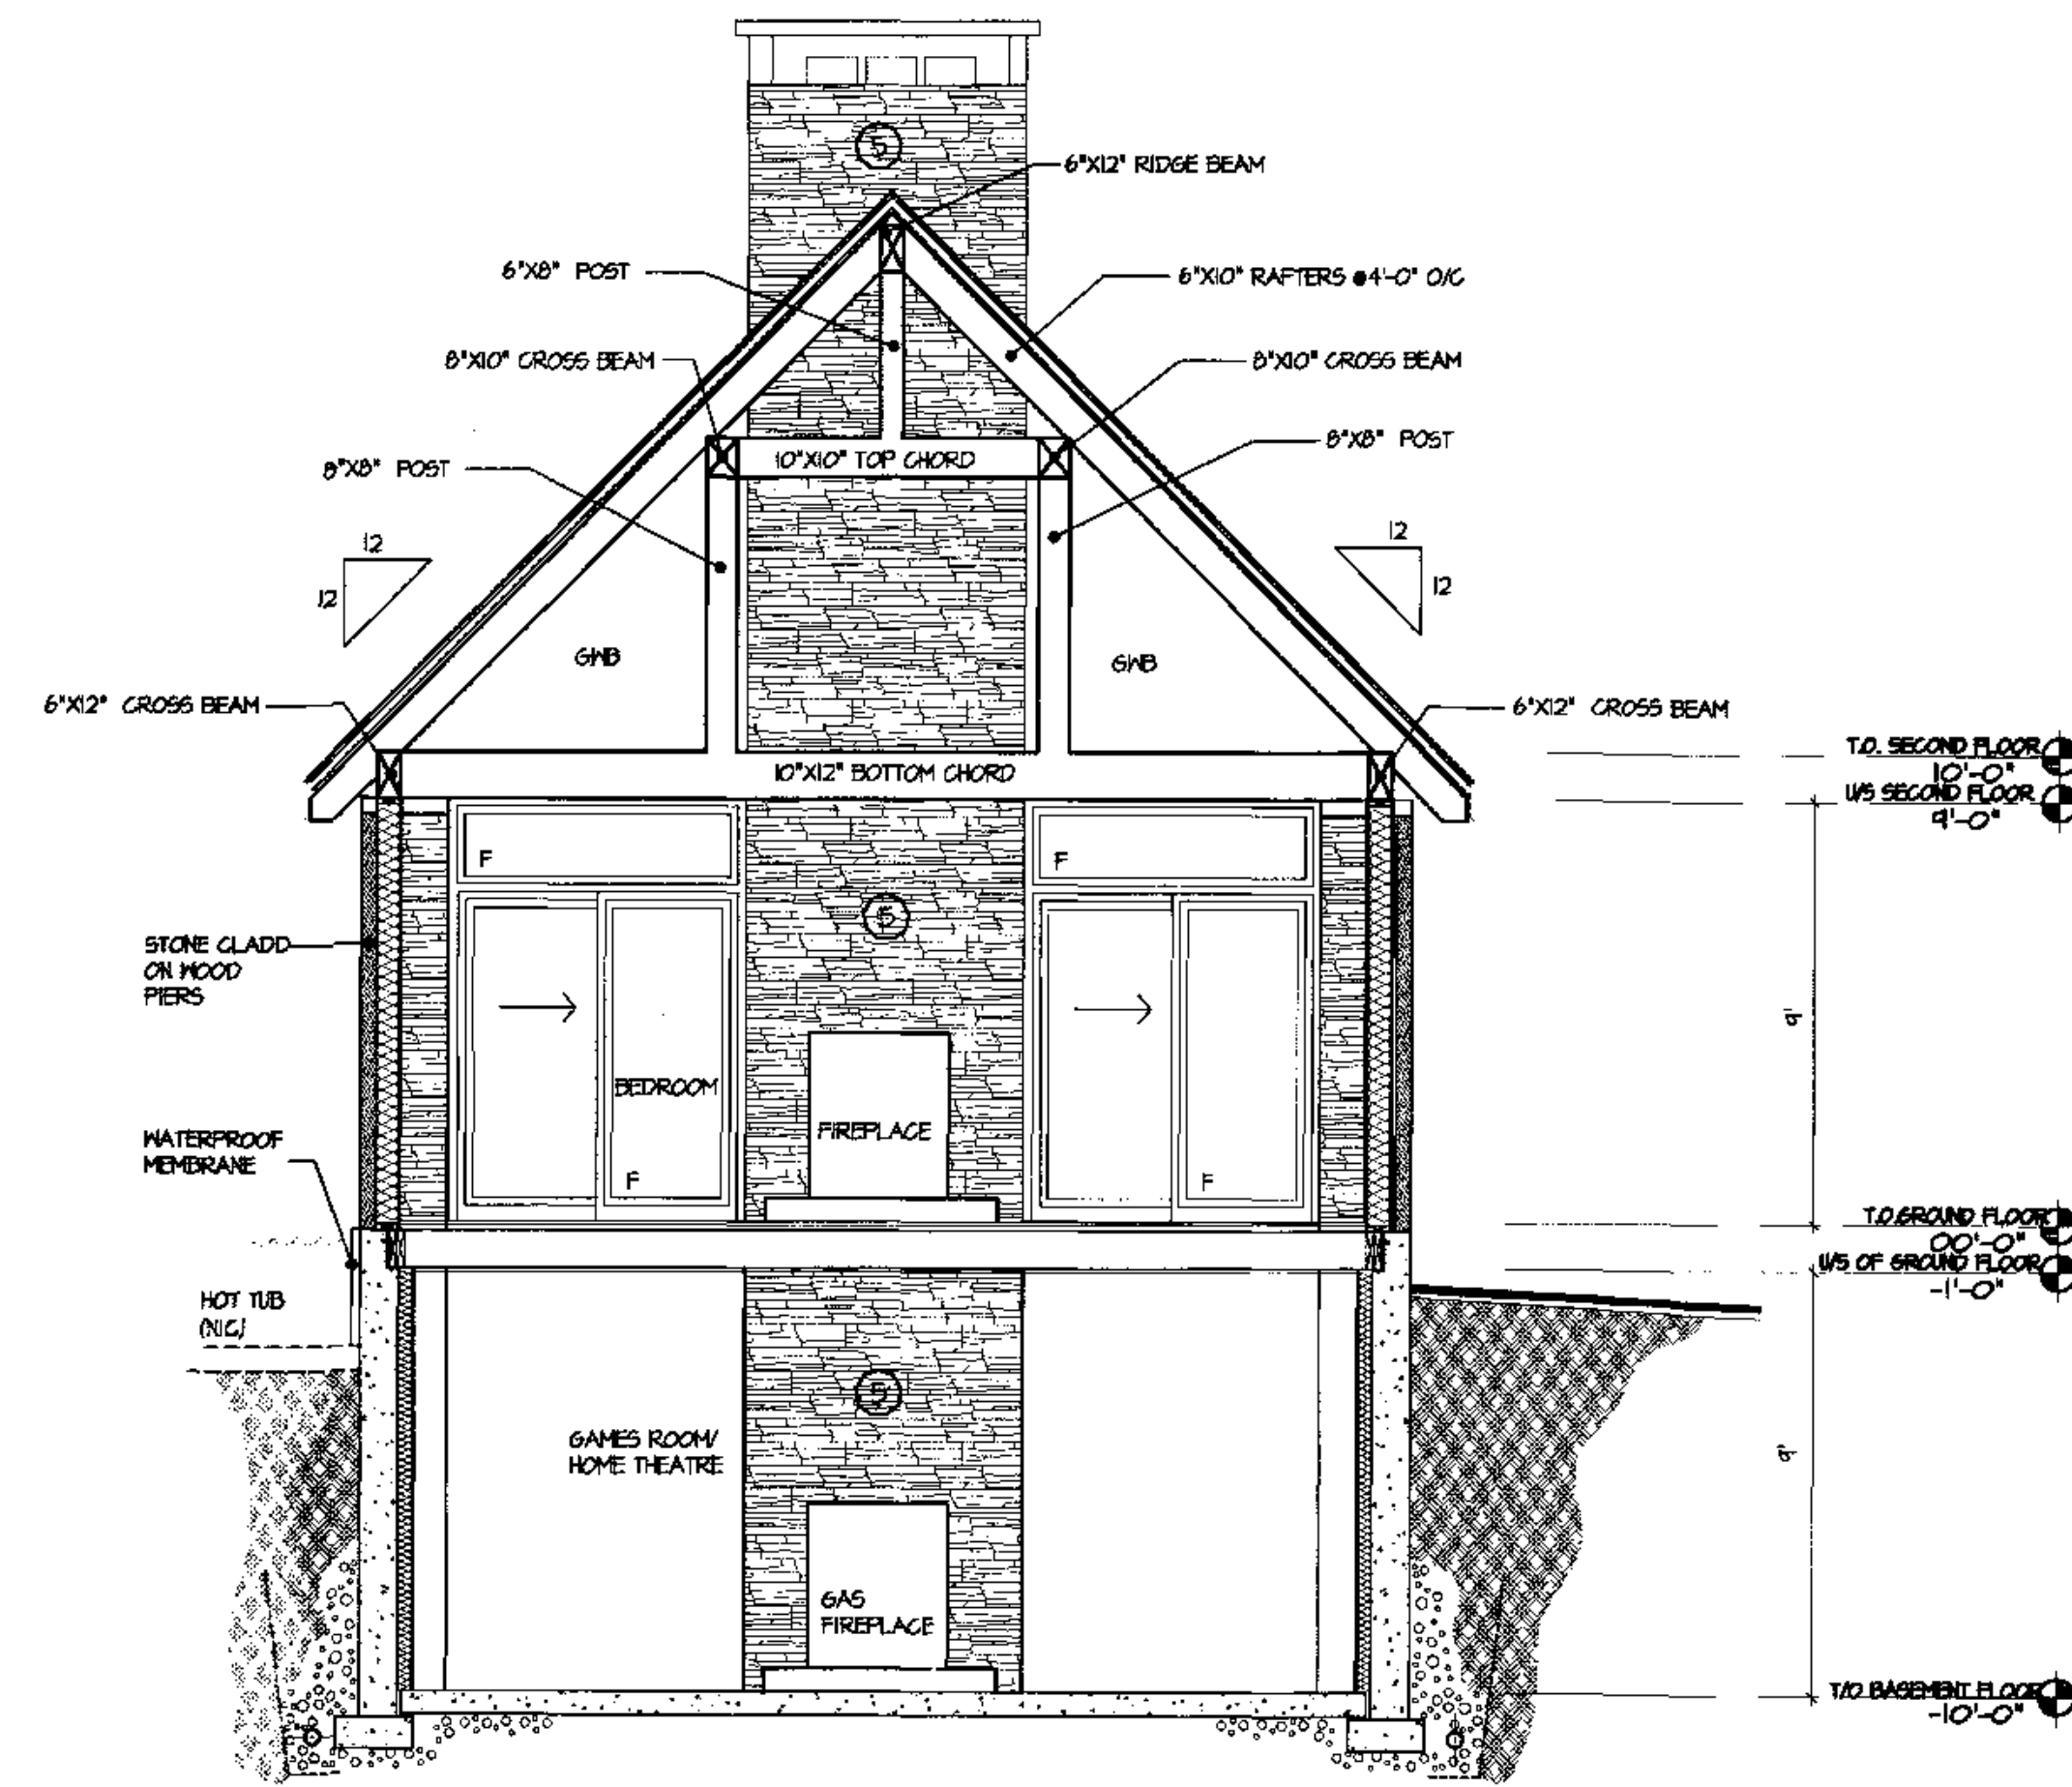 5
6"X12" RIDGE BEAM
6"X8" POST
6"X10" RAFTERS @4'-0" O/C
8"X10" CROSS BEAM
8"X10" CROSS BEAM
8"X8" POST
10"X10" TOP CHORD
8"X8" POST
12
12
12
12
GWB
GWB
6"X12" CROSS BEAM
6"X12" CROSS BEAM
T.O. SECOND FLOOR
10'-0"
10"X12" BOTTOM CHORD
U/S SECOND FLOOR
9'-0"
F
F
5
STONE CLADD
ON WOOD
PIERS
9'
BEDROOM
FIREPLACE
WATERPROOF
MEMBRANE
F
F
T.O.GROUND FLOOR
00'-0"
U/S OF GROUND FLOOR
-1'-0"
HOT TUB
(NIC)
5
GAMES ROOM/
HOME THEATRE
9'
GAS
FIREPLACE
T/O BASEMENT FLOOR
-10'-0"